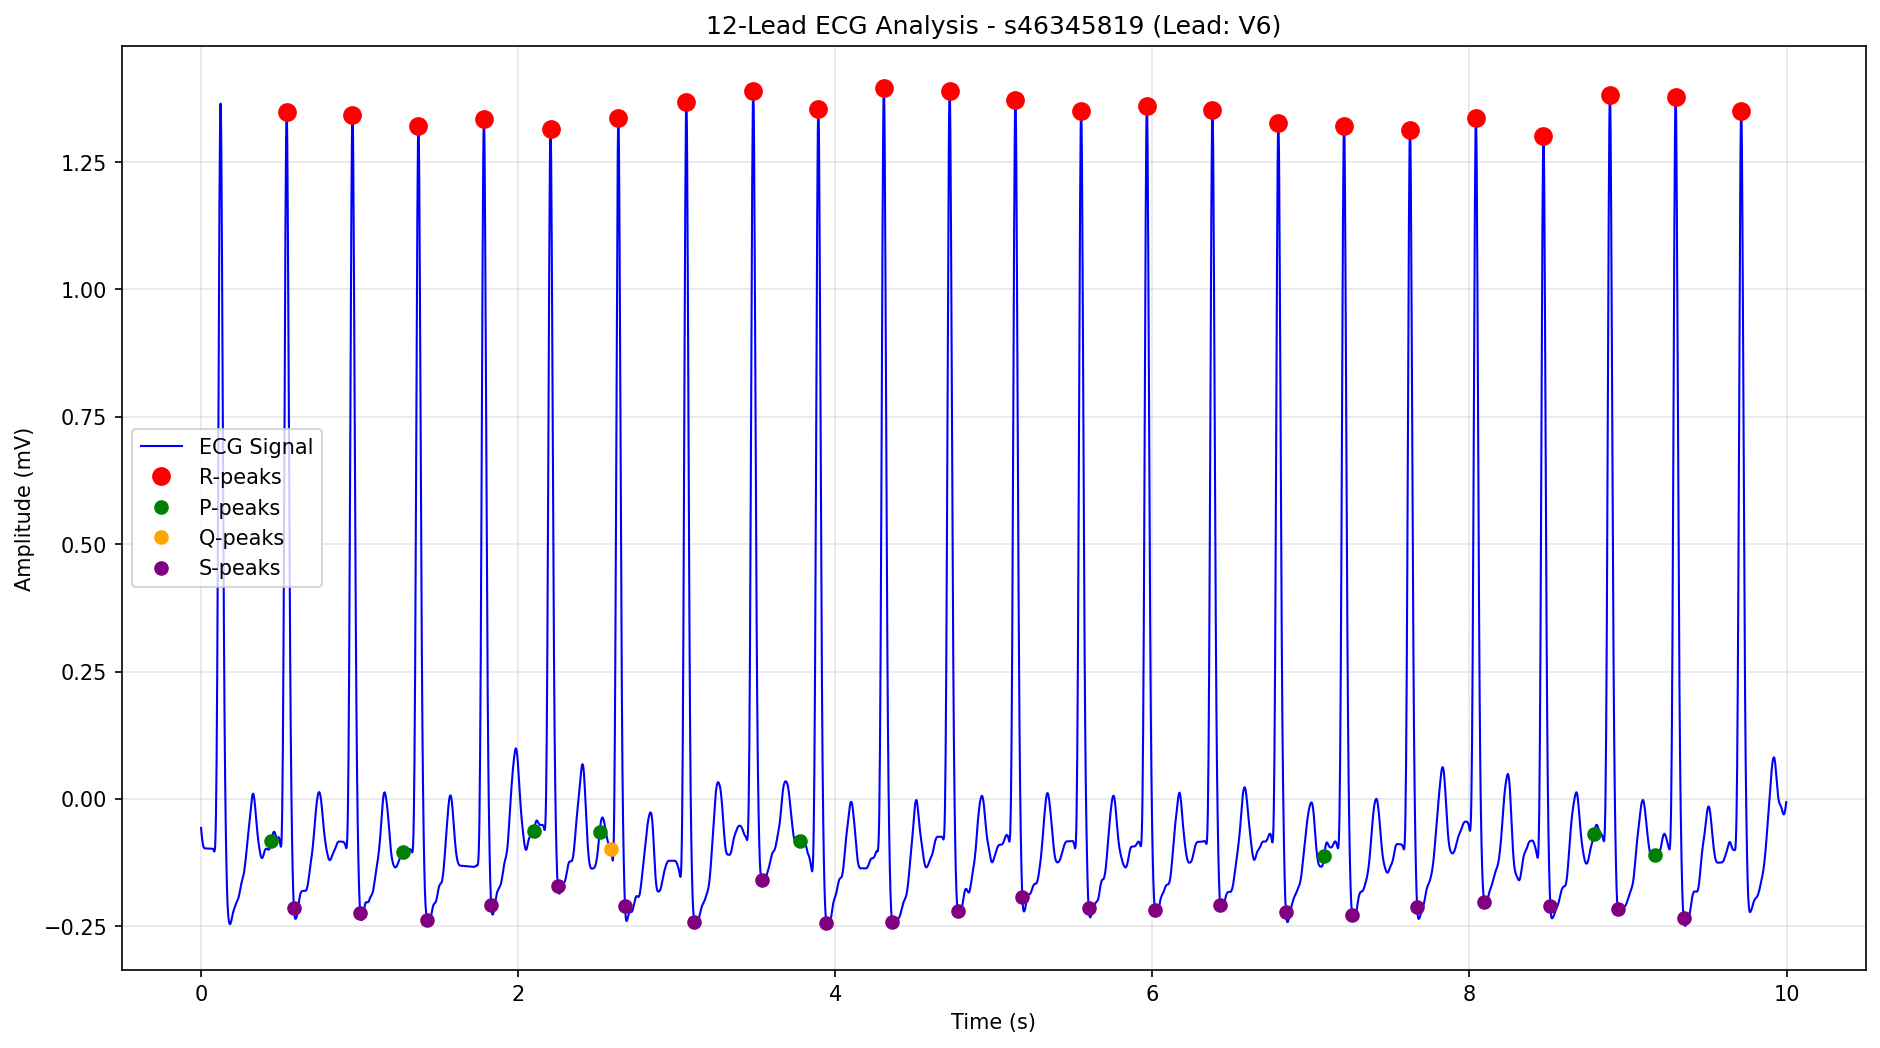 12-Lead ECG Analysis - s46345819 (Lead: V6)
Amplitude (mV)
1.25
1.00
0.75
0.50
0.25
0.00
−0.25
ECG Signal
R-peaks
P-peaks
Q-peaks
S-peaks
0 2 4 6 8 10
Time (s)